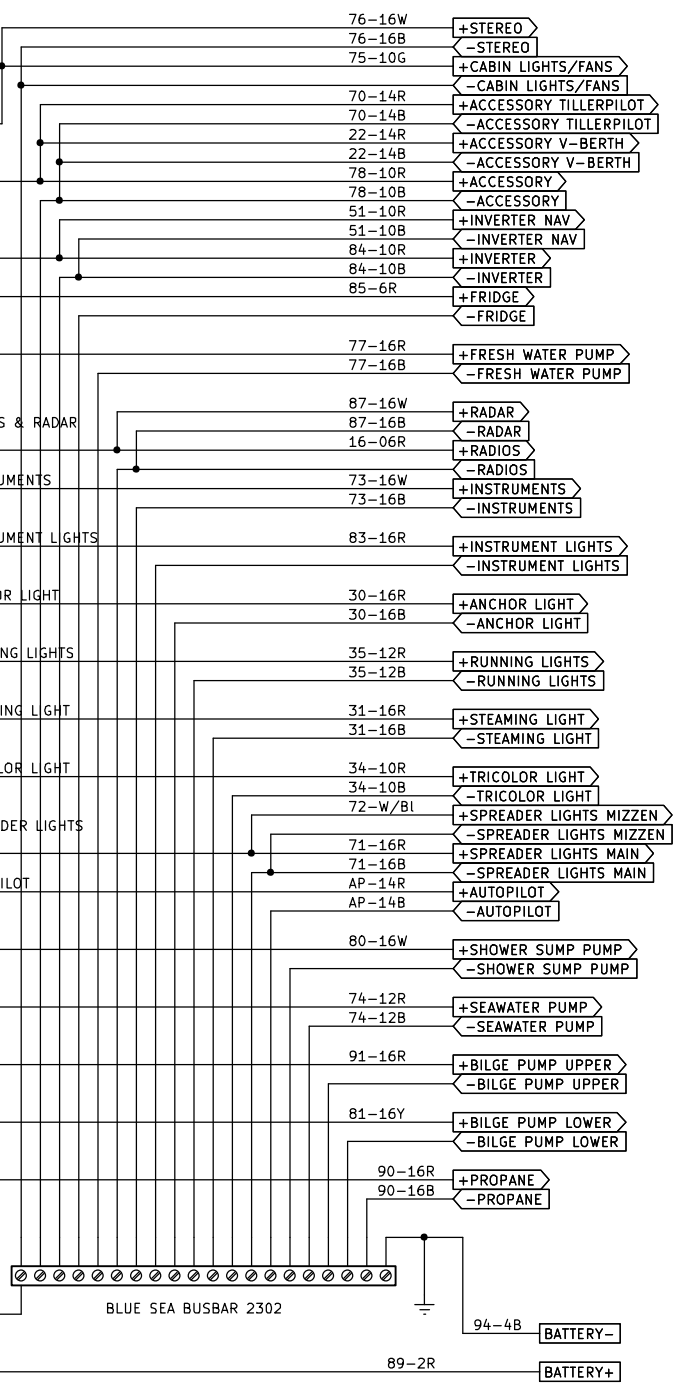 76-16W +STEREO
76-16B -STEREO
75-10G +CABIN LIGHTS/FANS
-CABIN LIGHTS/FANS
70-14R +ACCESSORY TILLERPILOT
70-14B -ACCESSORY TILLERPILOT
22-14R +ACCESSORY V-BERTH
22-14B -ACCESSORY V-BERTH
78-10R +ACCESSORY
78-10B -ACCESSORY
51-10R +INVERTER NAV
51-10B -INVERTER NAV
84-10R +INVERTER
84-10B -INVERTER
85-6R +FRIDGE
-FRIDGE
77-16R +FRESH WATER PUMP
77-16B -FRESH WATER PUMP
87-16W +RADAR
S & RADAR 87-16B -RADAR
16-06R +RADIOS
-RADIOS
UMENTS 73-16W +INSTRUMENTS
73-16B -INSTRUMENTS
UMENT LIGHTS 83-16R +INSTRUMENT LIGHTS
-INSTRUMENT LIGHTS
OR LIGHT 30-16R +ANCHOR LIGHT
30-16B -ANCHOR LIGHT
NG LIGHTS 35-12R +RUNNING LIGHTS
35-12B -RUNNING LIGHTS
ING LIGHT 31-16R +STEAMING LIGHT
31-16B -STEAMING LIGHT
LOR LIGHT 34-10R +TRICOLOR LIGHT
34-10B -TRICOLOR LIGHT
72-W/Bl +SPREADER LIGHTS MIZZEN
DER LIGHTS -SPREADER LIGHTS MIZZEN
71-16R +SPREADER LIGHTS MAIN
71-16B -SPREADER LIGHTS MAIN
ILOT AP-14R +AUTOPILOT
AP-14B -AUTOPILOT
80-16W +SHOWER SUMP PUMP
-SHOWER SUMP PUMP
74-12R +SEAWATER PUMP
74-12B -SEAWATER PUMP
91-16R +BILGE PUMP UPPER
-BILGE PUMP UPPER
81-16Y +BILGE PUMP LOWER
-BILGE PUMP LOWER
90-16R +PROPANE
90-16B -PROPANE
BLUE SEA BUSBAR 2302
94-4B BATTERY-
89-2R BATTERY+